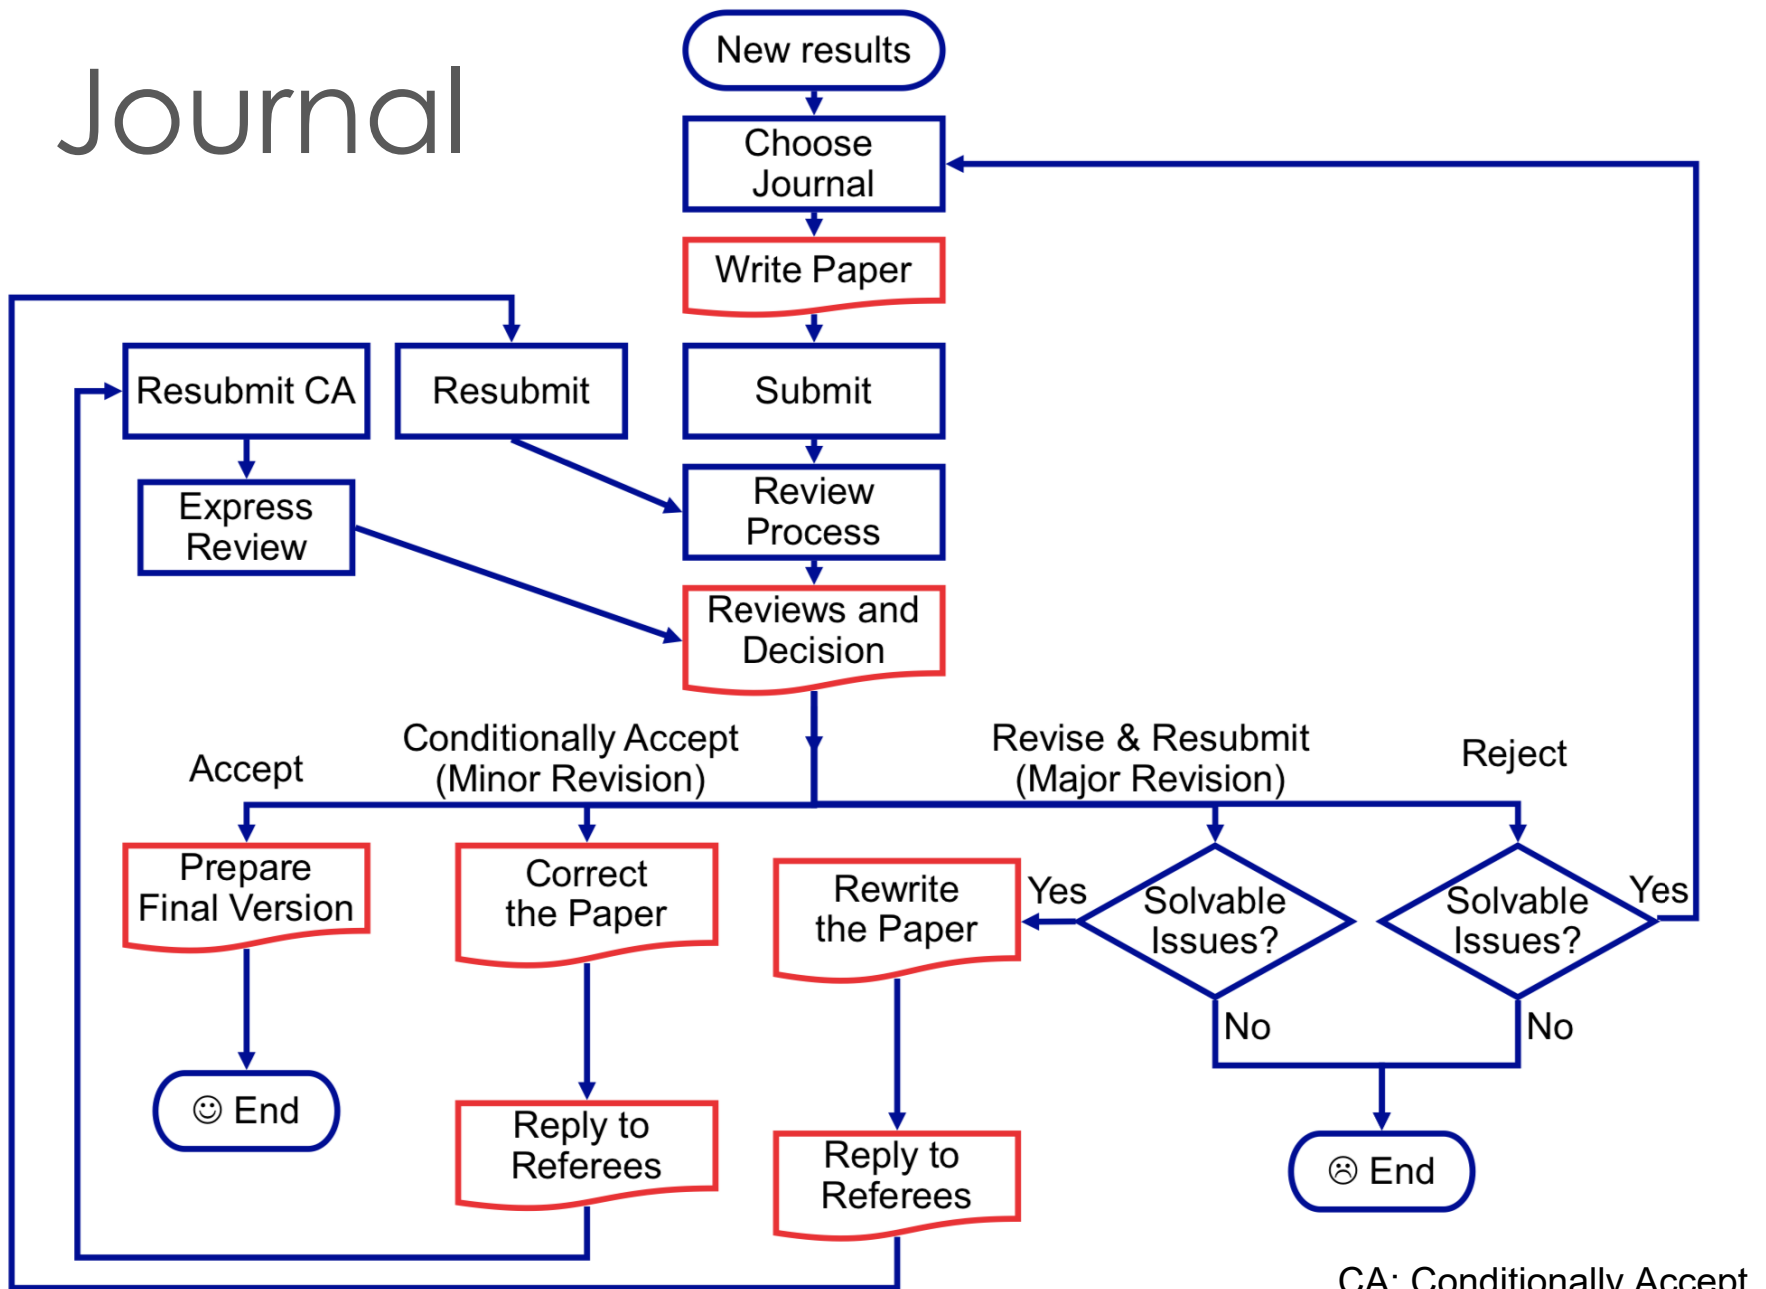 Journal
New results
Choose
Journal
Write Paper
Resubmit CA
Resubmit
Submit
Express
Review
Review
Process
Reviews and
Decision
Accept
Conditionally Accept
(Minor Revision)
Revise & Resubmit
(Major Revision)
Reject
Prepare
Final Version
Correct
the Paper
Rewrite
the Paper
Yes
Solvable
Issues?
Solvable
Issues?
Yes
No
No
☺ End
Reply to
Referees
Reply to
Referees
☹ End
CA: Conditionally Accept